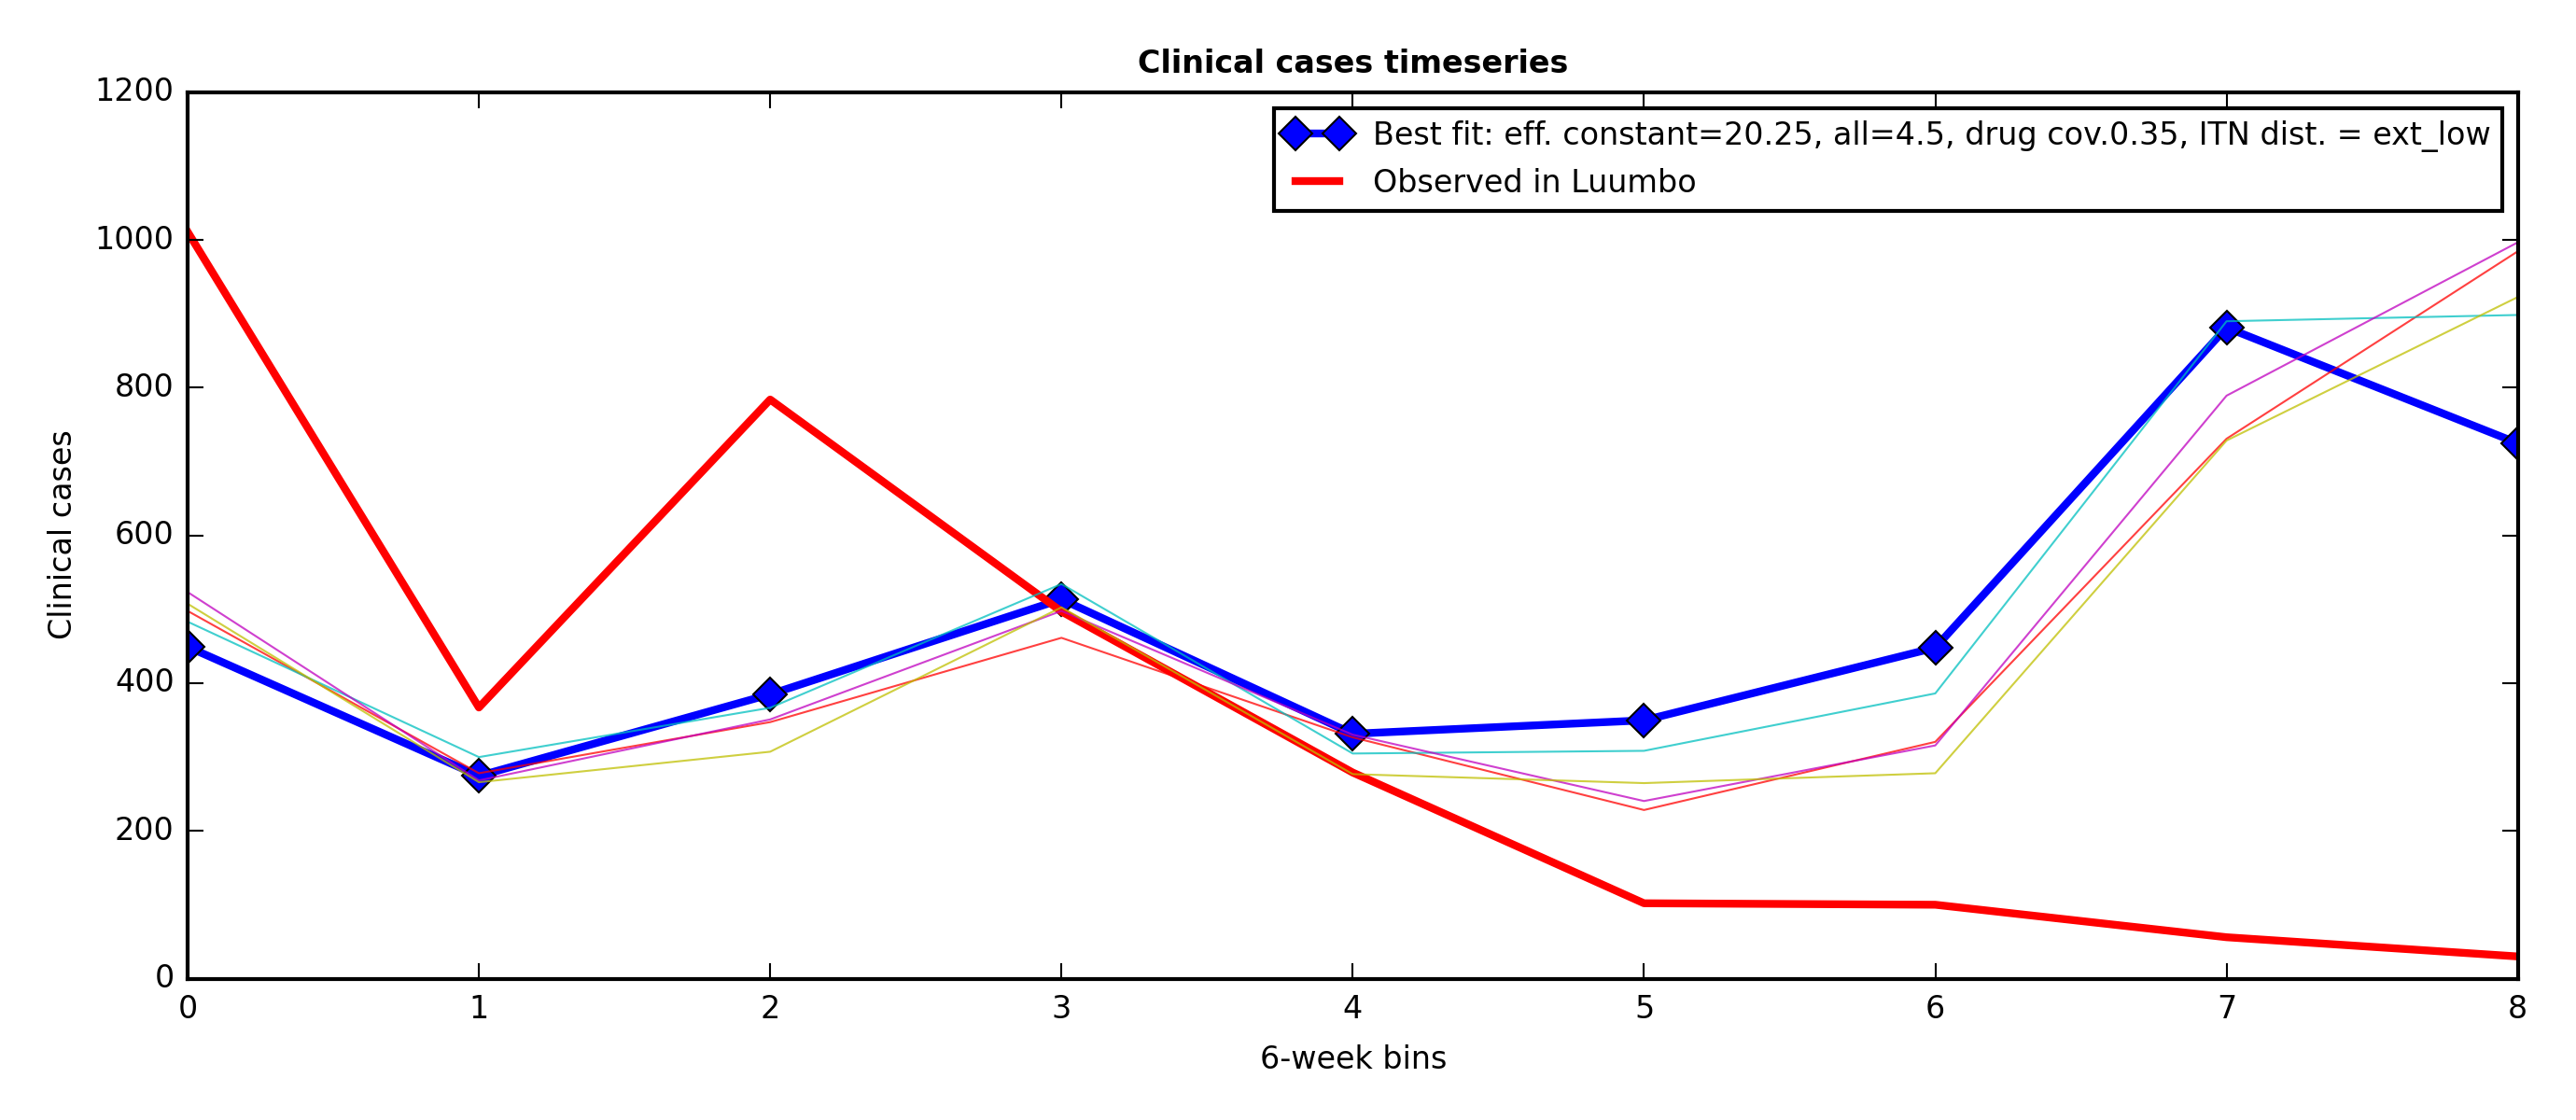 Clinical cases timeseries
1200
1000
800
600
400
200
0
Clinical cases
Best fit: eff. constant=20.25, all=4.5, drug cov.0.35, ITN dist. = ext_low
Observed in Luumbo
0 1 2 3 4 5 6 7 8
6-week bins